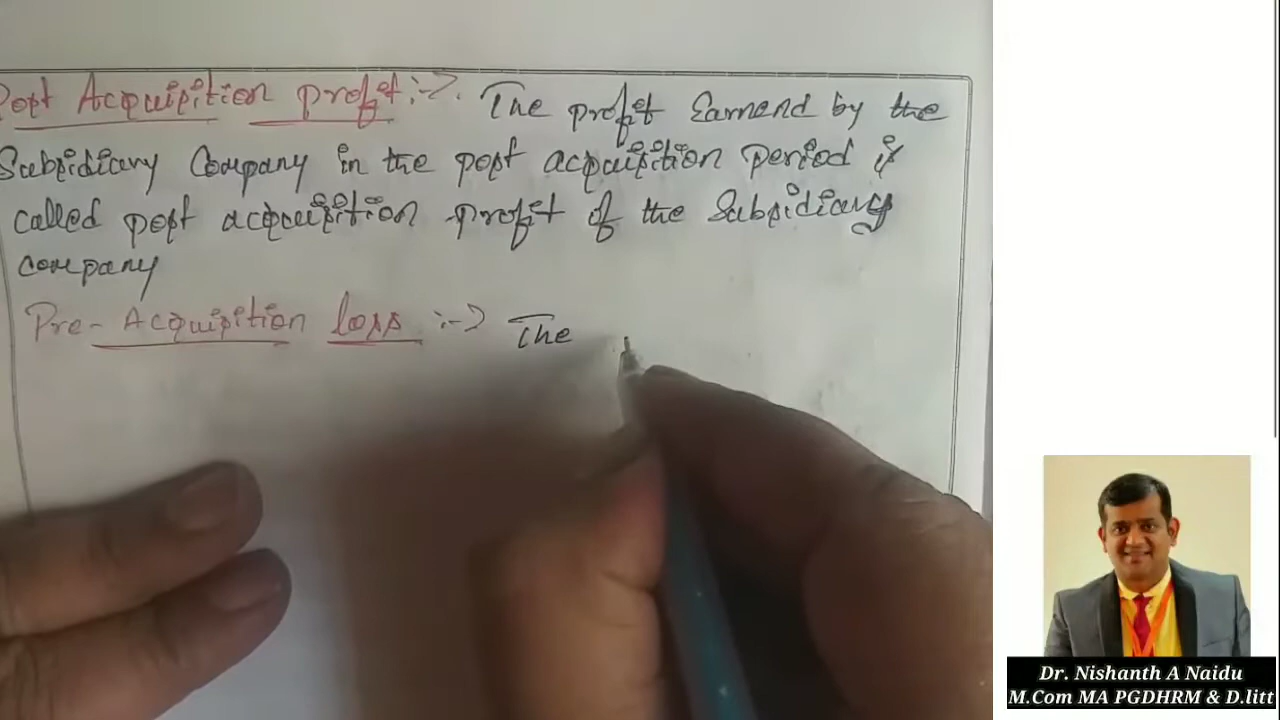 Post Acquisition profit :->. The profit Earnend by the
Subsidiary Company in the post acquisition period is
called post acquisition profit of the Subsidiary
company
Pre- Acquisition loss :-> The
Dr. Nishanth A Naidu
M.Com MA PGDHRM & D.litt